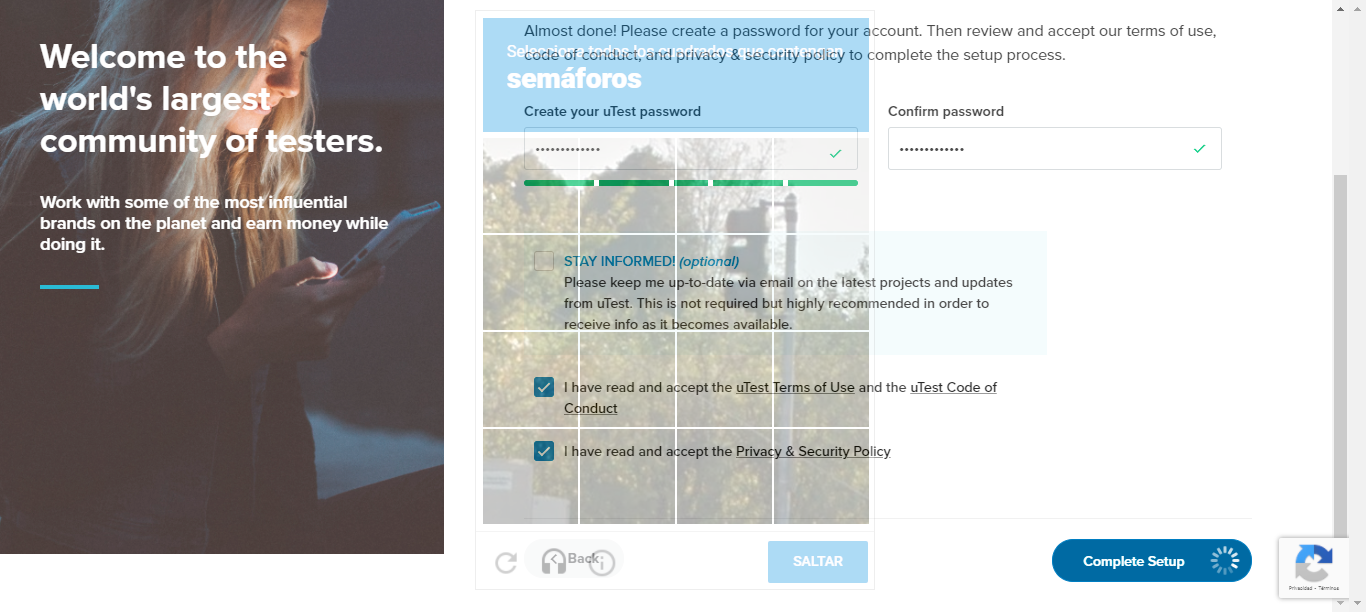 Welcome to the
world's largest
community of testers.
Work with some of the most influential
brands on the planet and earn money while
doing it.
Almost done! Please create a password for your account. Then review and accept our terms of use,
code of conduct, and privacy & security policy to complete the setup process.
Selecciona todos los cuadrados que contengan
semáforos
Create your uTest password
Confirm password
•••••••••••••
•••••••••••••
STAY INFORMED! (optional)
Please keep me up-to-date via email on the latest projects and updates
from uTest. This is not required but highly recommended in order to
receive info as it becomes available.
I have read and accept the uTest Terms of Use and the uTest Code of
Conduct
I have read and accept the Privacy & Security Policy
Back
SALTAR
Complete Setup
Privacidad - Términos